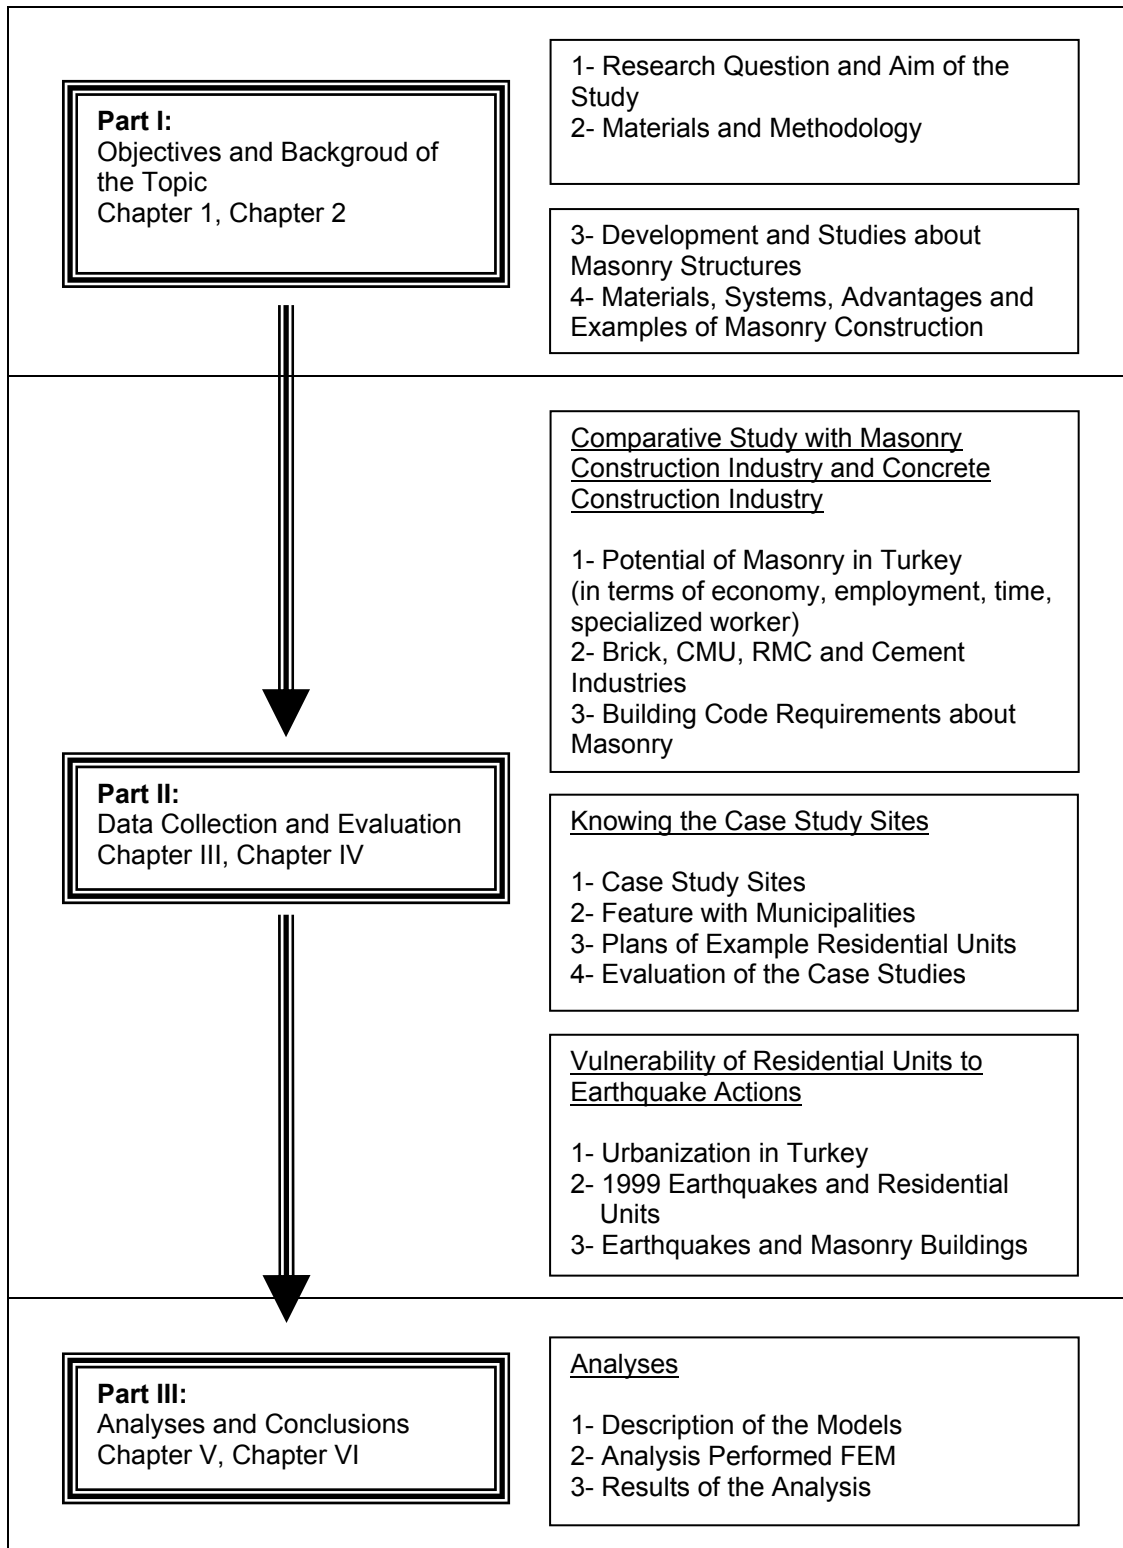 Part I:
Objectives and Backgroud of
the Topic
Chapter 1, Chapter 2
1- Research Question and Aim of the
Study
2- Materials and Methodology
3- Development and Studies about
Masonry Structures
4- Materials, Systems, Advantages and
Examples of Masonry Construction
Part II:
Data Collection and Evaluation
Chapter III, Chapter IV
Comparative Study with Masonry
Construction Industry and Concrete
Construction Industry
1- Potential of Masonry in Turkey
(in terms of economy, employment, time,
specialized worker)
2- Brick, CMU, RMC and Cement
Industries
3- Building Code Requirements about
Masonry
Knowing the Case Study Sites
1- Case Study Sites
2- Feature with Municipalities
3- Plans of Example Residential Units
4- Evaluation of the Case Studies
Vulnerability of Residential Units to
Earthquake Actions
1- Urbanization in Turkey
2- 1999 Earthquakes and Residential
Units
3- Earthquakes and Masonry Buildings
Part III:
Analyses and Conclusions
Chapter V, Chapter VI
Analyses
1- Description of the Models
2- Analysis Performed FEM
3- Results of the Analysis